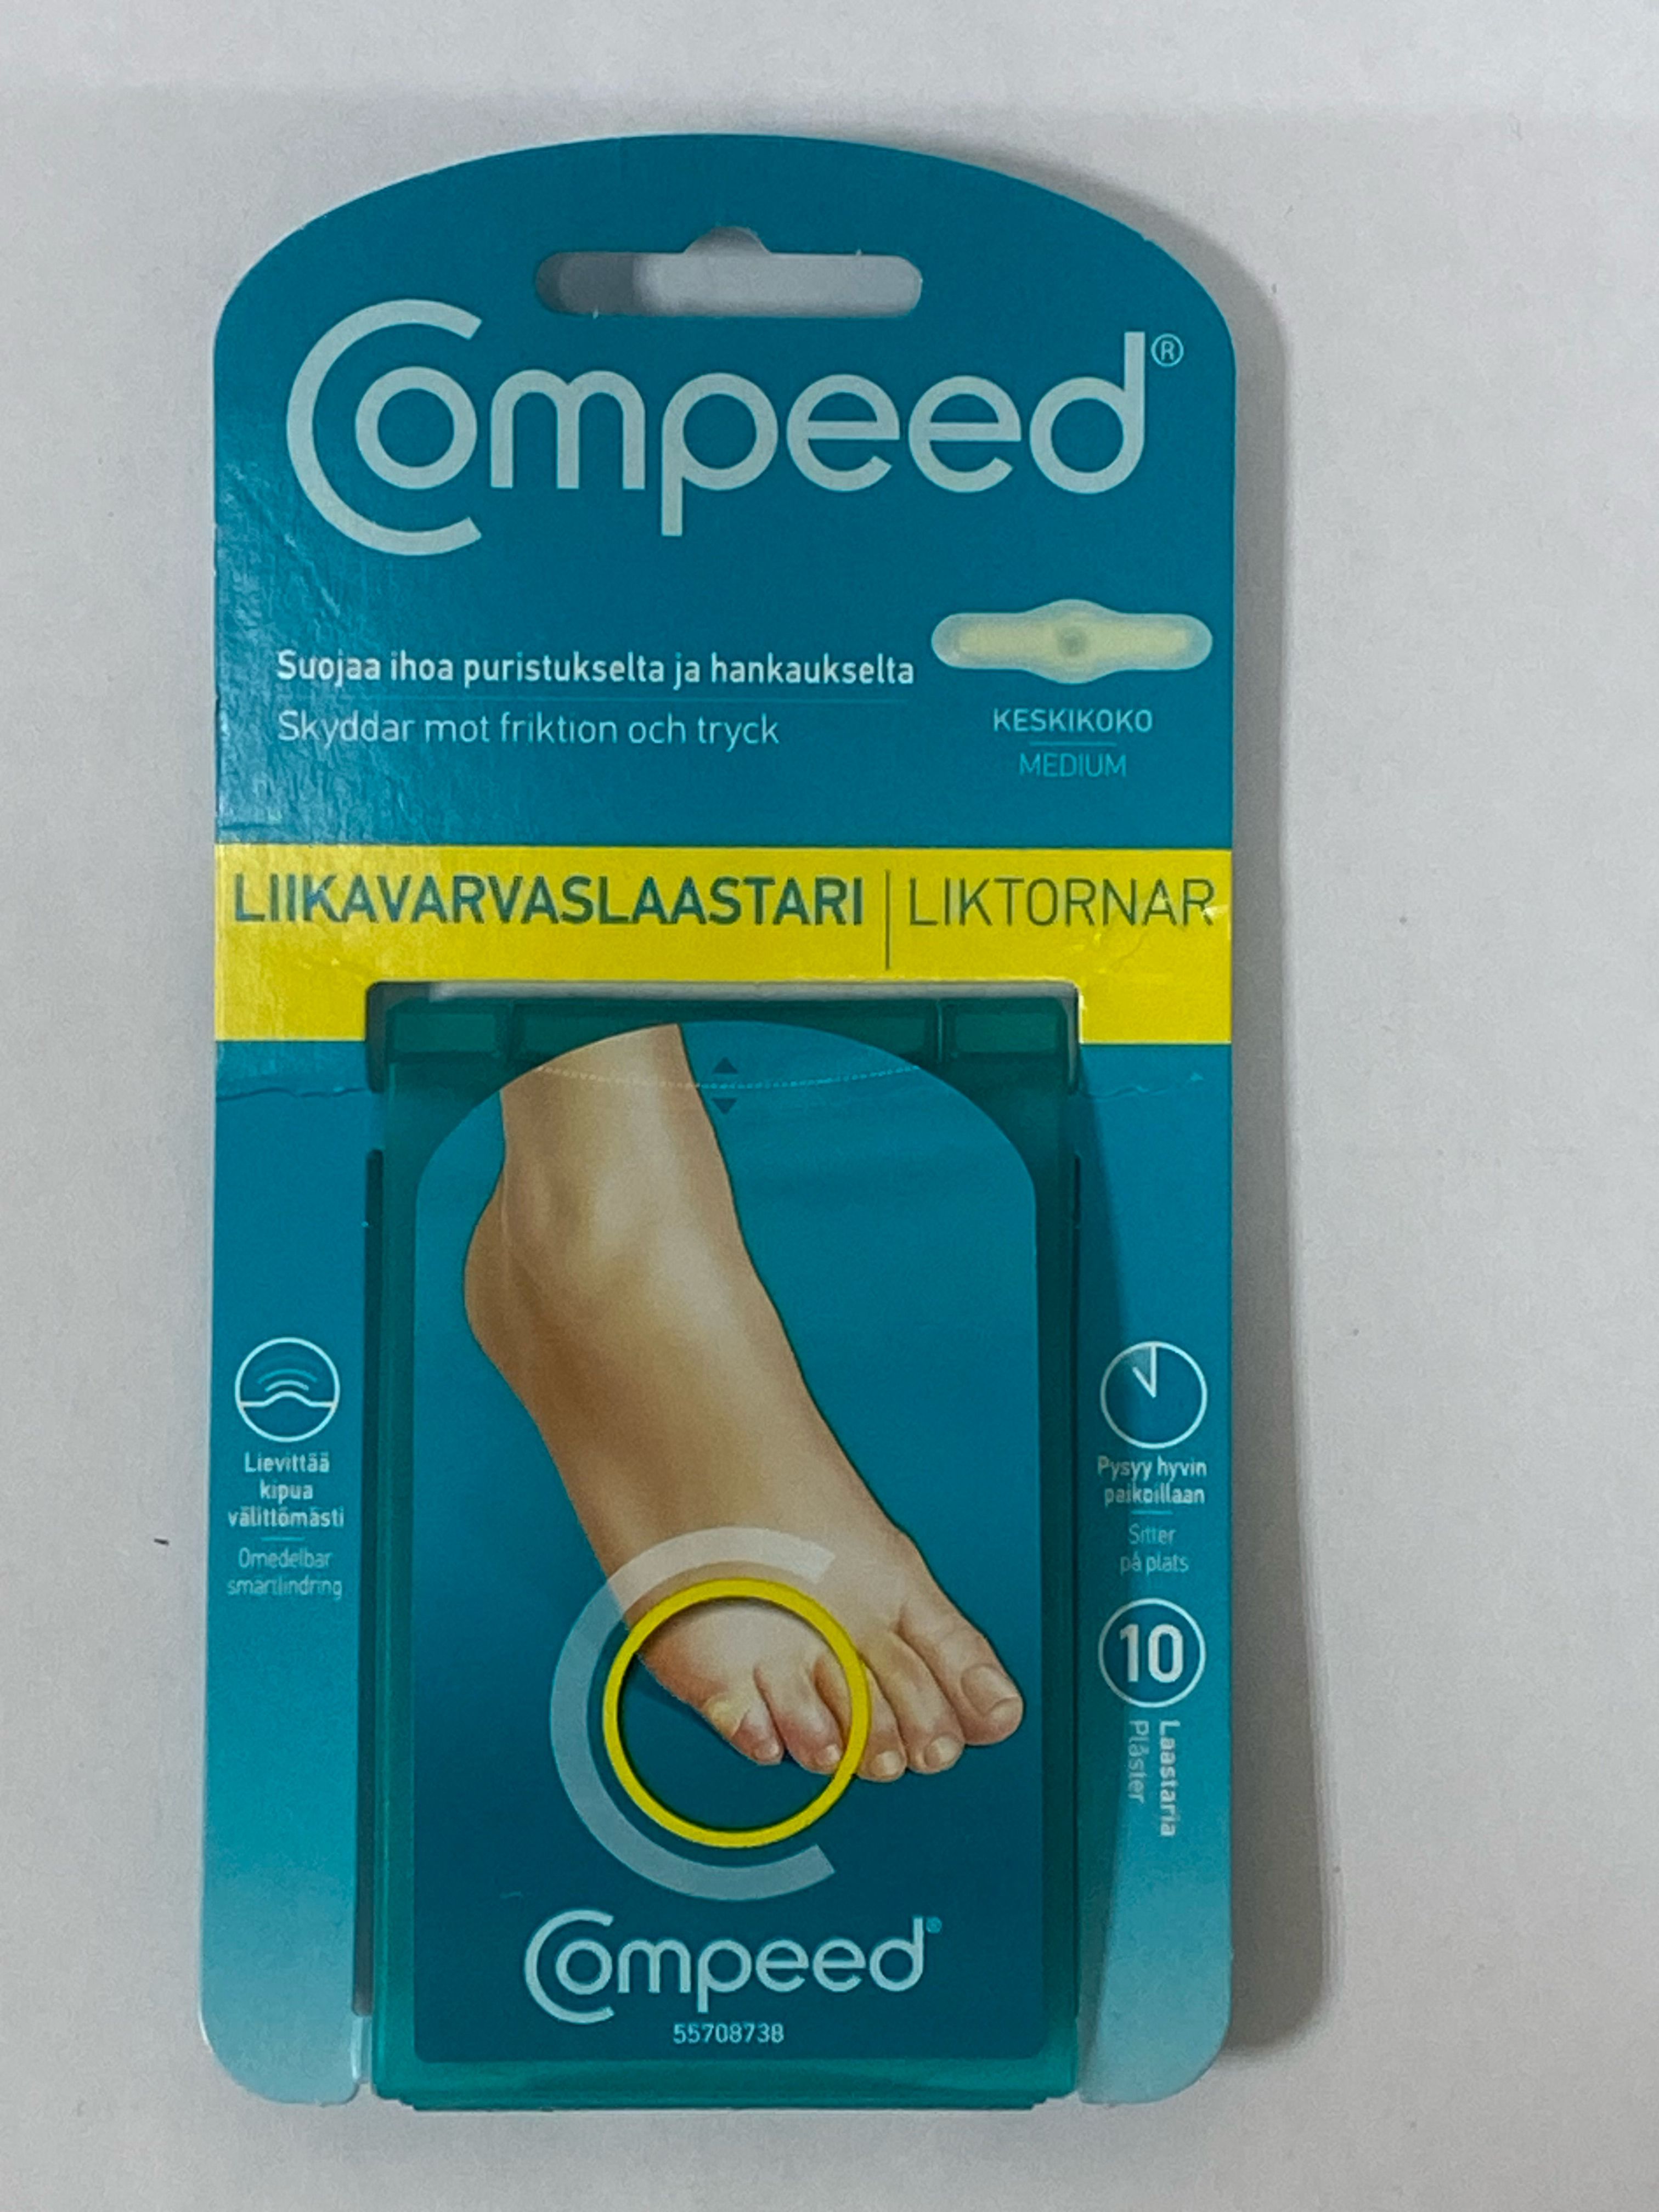 Compeed®
Suojaa ihoa puristukselta ja hankaukselta
Skyddar mot friktion och tryck
KESKIKOKO
MEDIUM
LIIKAVARVASLAASTARI | LIKTORNAR
Lievittää
kipua
välittömästi
Omedelbar
smärtlindring
Pysyy hyvin
paikoillaan
Sitter
på plats
10
Laastaria
Plåster
Compeed®
55708738